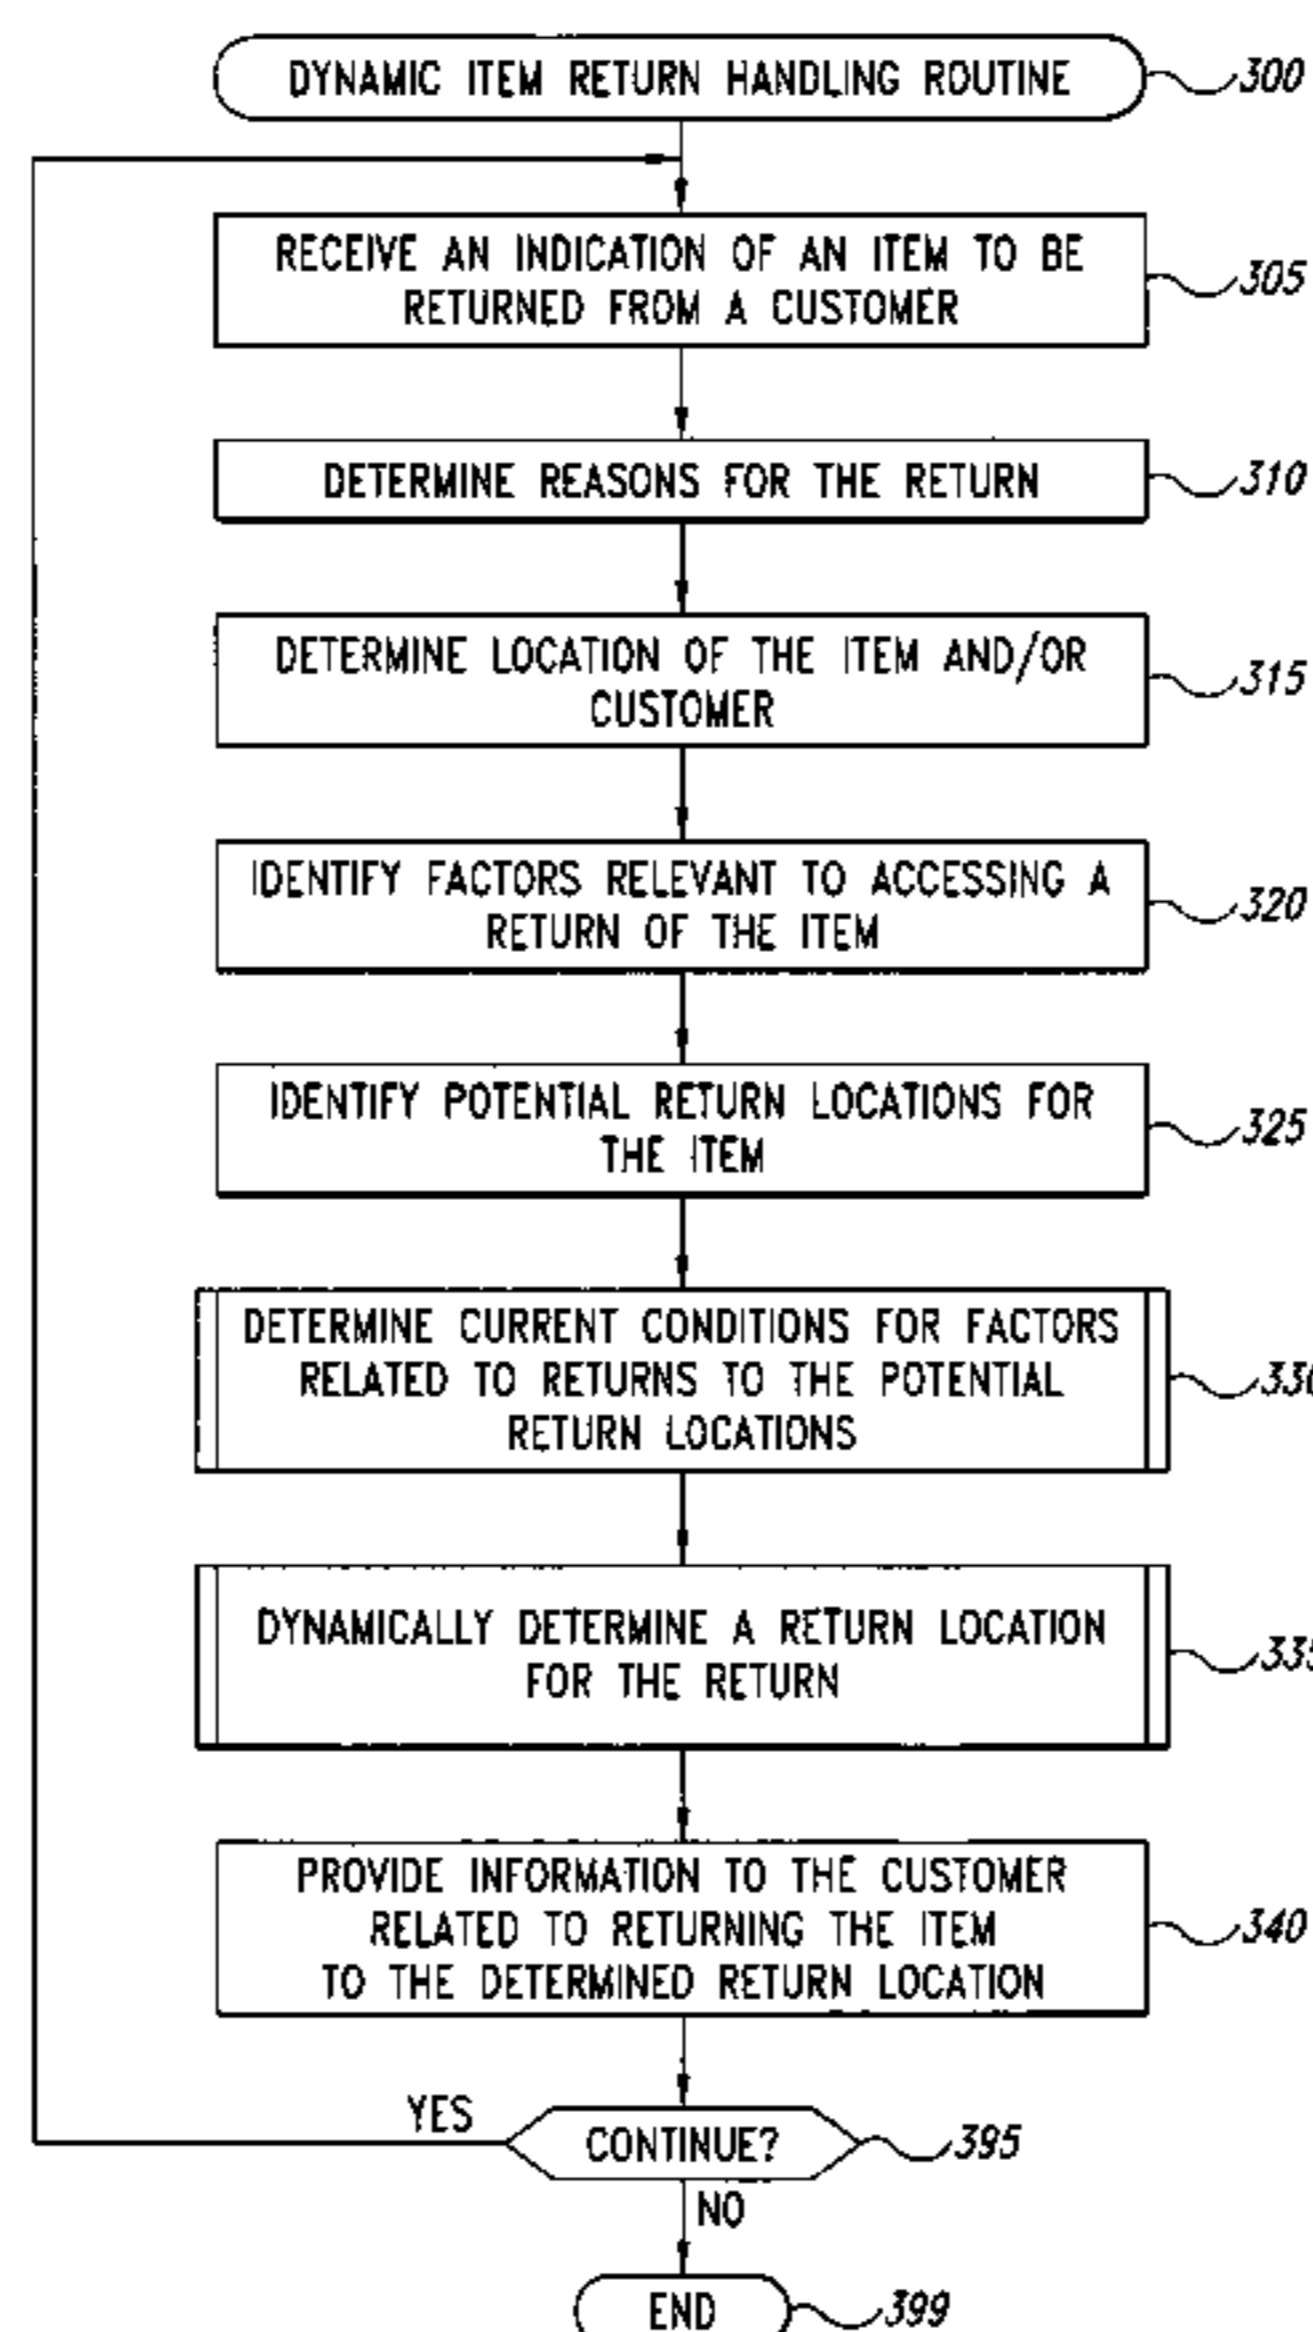 DYNAMIC ITEM RETURN HANDLING ROUTINE
300
RECEIVE AN INDICATION OF AN ITEM TO BE
RETURNED FROM A CUSTOMER
305
DETERMINE REASONS FOR THE RETURN
310
DETERMINE LOCATION OF THE ITEM AND/OR
CUSTOMER
315
IDENTIFY FACTORS RELEVANT TO ACCESSING A
RETURN OF THE ITEM
320
IDENTIFY POTENTIAL RETURN LOCATIONS FOR
THE ITEM
325
DETERMINE CURRENT CONDITIONS FOR FACTORS
RELATED TO RETURNS TO THE POTENTIAL
RETURN LOCATIONS
330
DYNAMICALLY DETERMINE A RETURN LOCATION
FOR THE RETURN
335
PROVIDE INFORMATION TO THE CUSTOMER
RELATED TO RETURNING THE ITEM
TO THE DETERMINED RETURN LOCATION
340
YES
CONTINUE?
395
NO
END
399